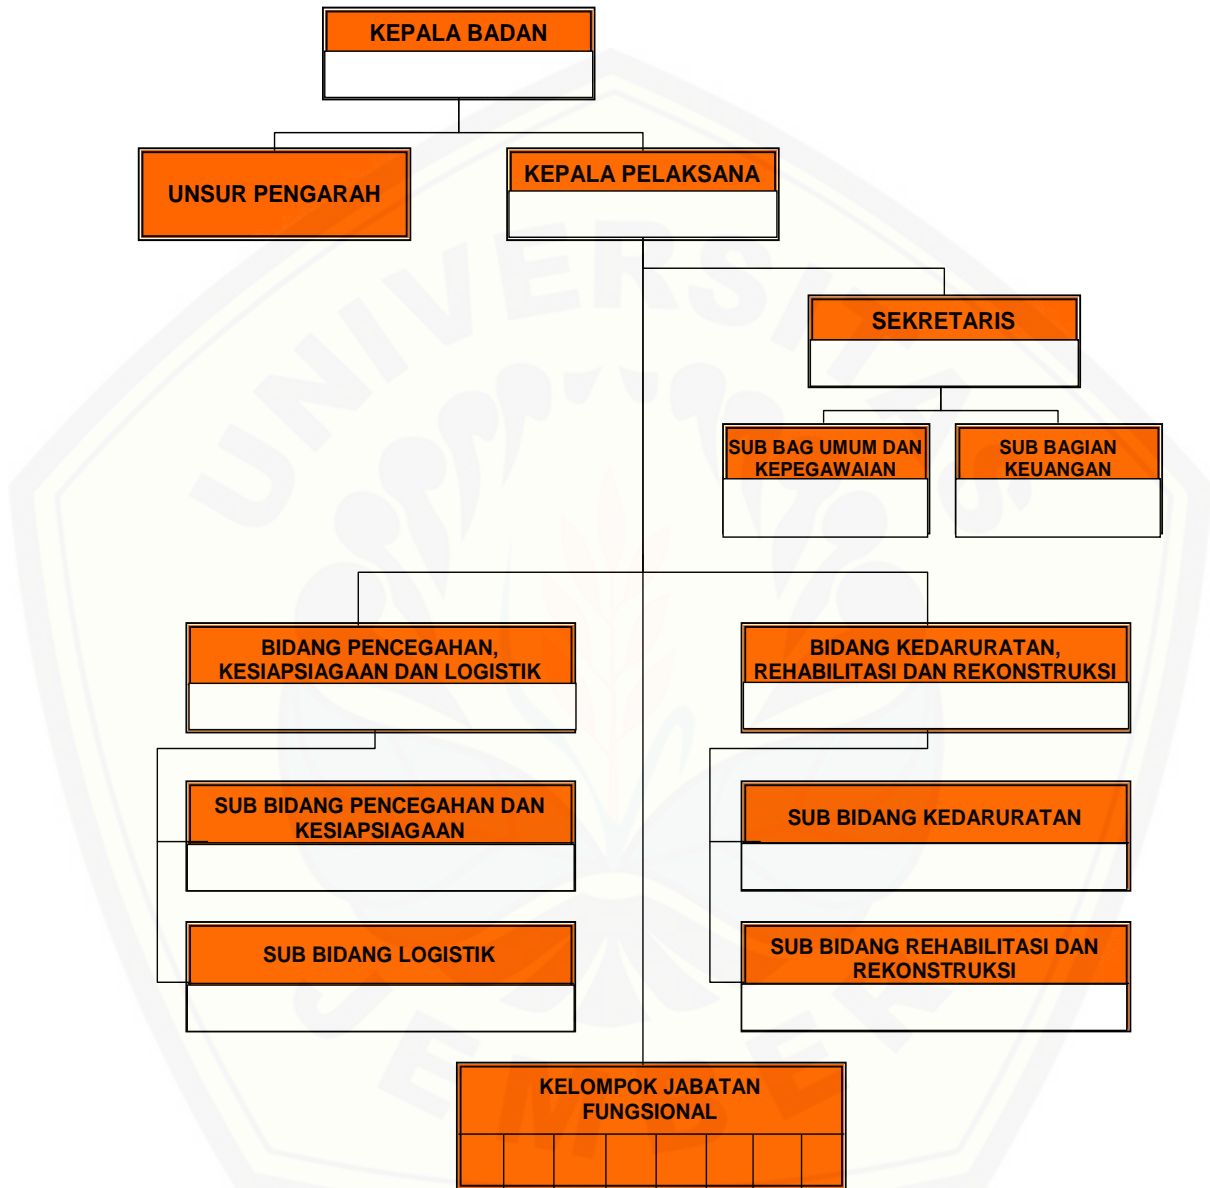 KEPALA BADAN
UNSUR PENGARAH
KEPALA PELAKSANA
SEKRETARIS
SUB BAG UMUM DAN
KEPEGAWAIAN
SUB BAGIAN
KEUANGAN
BIDANG PENCEGAHAN,
KESIAPSIAGAAN DAN LOGISTIK
BIDANG KEDARURATAN,
REHABILITASI DAN REKONSTRUKSI
SUB BIDANG PENCEGAHAN DAN
KESIAPSIAGAAN
SUB BIDANG KEDARURATAN
SUB BIDANG LOGISTIK
SUB BIDANG REHABILITASI DAN
REKONSTRUKSI
KELOMPOK JABATAN
FUNGSIONAL
UNIVERSITAS
JEMBER